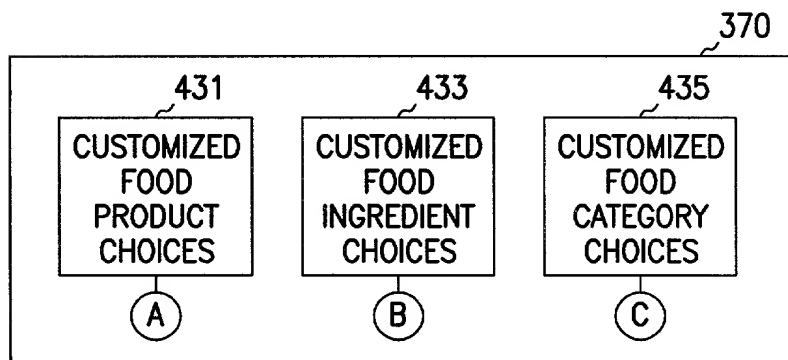 370
431
CUSTOMIZED
FOOD
PRODUCT
CHOICES
A
433
CUSTOMIZED
FOOD
INGREDIENT
CHOICES
B
435
CUSTOMIZED
FOOD
CATEGORY
CHOICES
C